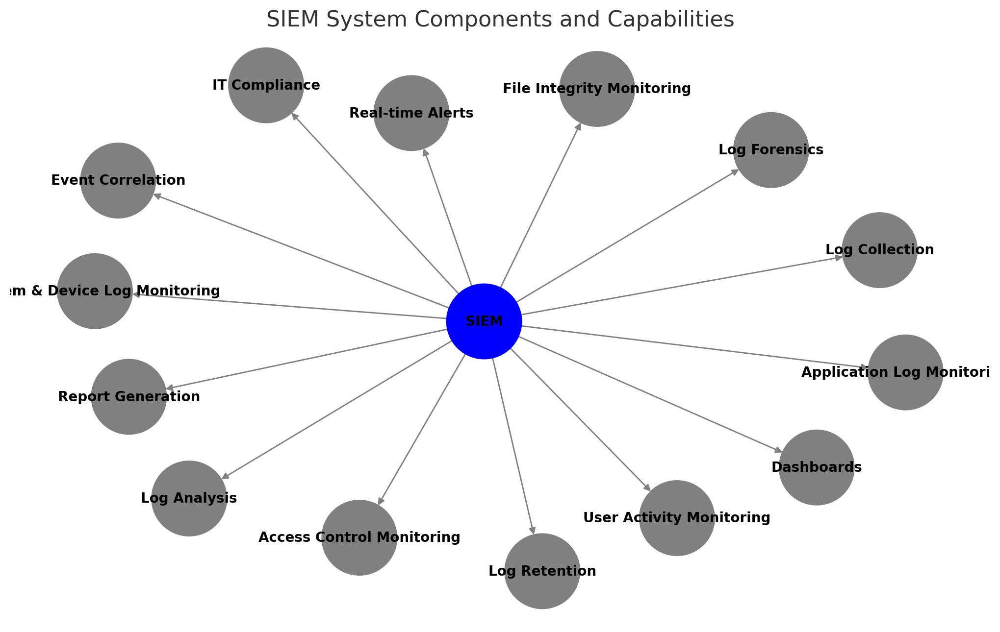 SIEM System Components and Capabilities
IT Compliance
File Integrity Monitoring
Real-time Alerts
Log Forensics
Event Correlation
Log Collection
& Device Log Monitoring
SIEM
Application Log Monitori
Report Generation
Dashboards
Log Analysis
User Activity Monitoring
Access Control Monitoring
Log Retention